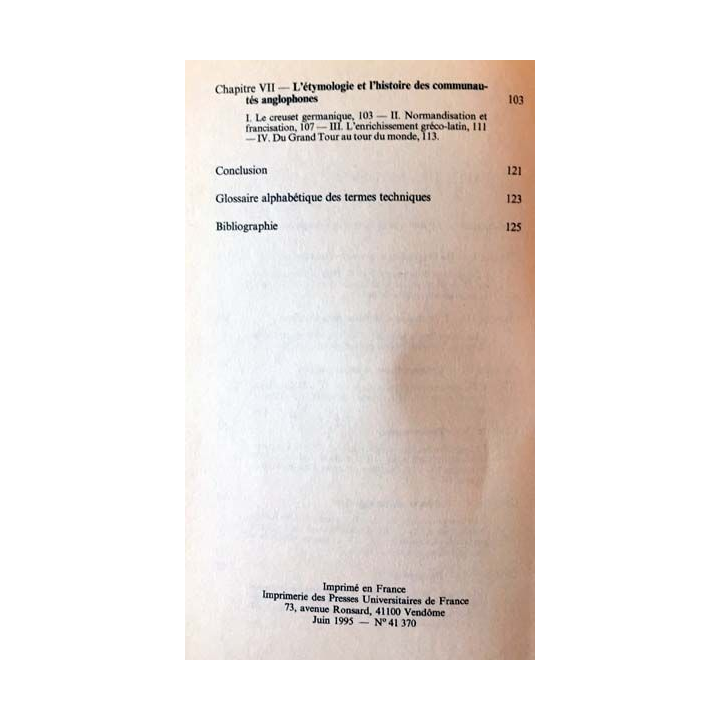 Chapitre VII — L'étymologie et l'histoire des communau-
tés anglophones 103
I. Le creuset germanique, 103 — II. Normandisation et
francisation, 107 — III. L'enrichissement gréco-latin, 111
— IV. Du Grand Tour au tour du monde, 113.
Conclusion 121
Glossaire alphabétique des termes techniques 123
Bibliographie 125
Imprimé en France
Imprimerie des Presses Universitaires de France
73, avenue Ronsard, 41100 Vendôme
Juin 1995 — N° 41 370